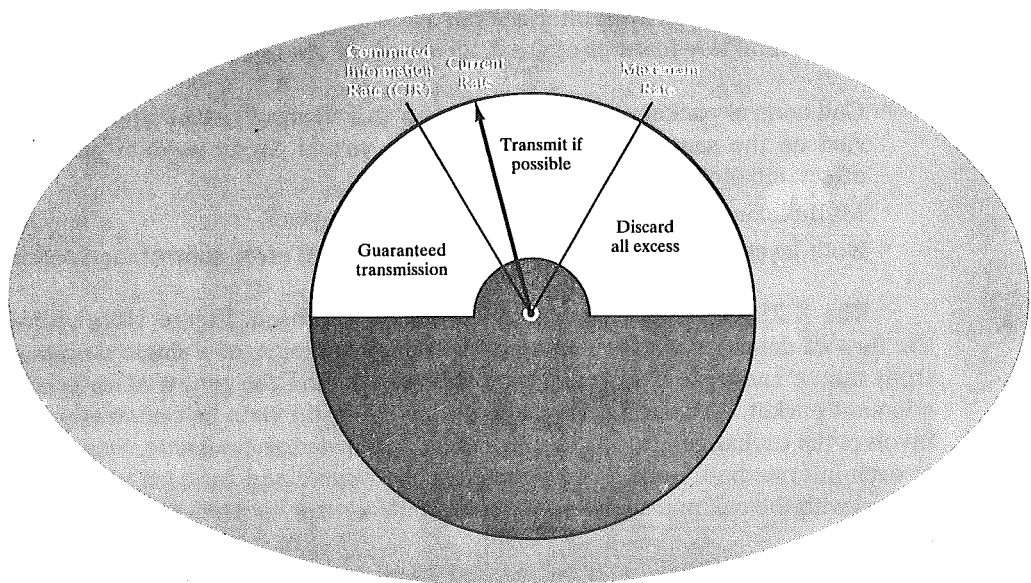 Committed
Information
Rate (CIR)
Current
Rate
Maximum
Rate
Transmit if
possible
Guaranteed
transmission
Discard
all excess